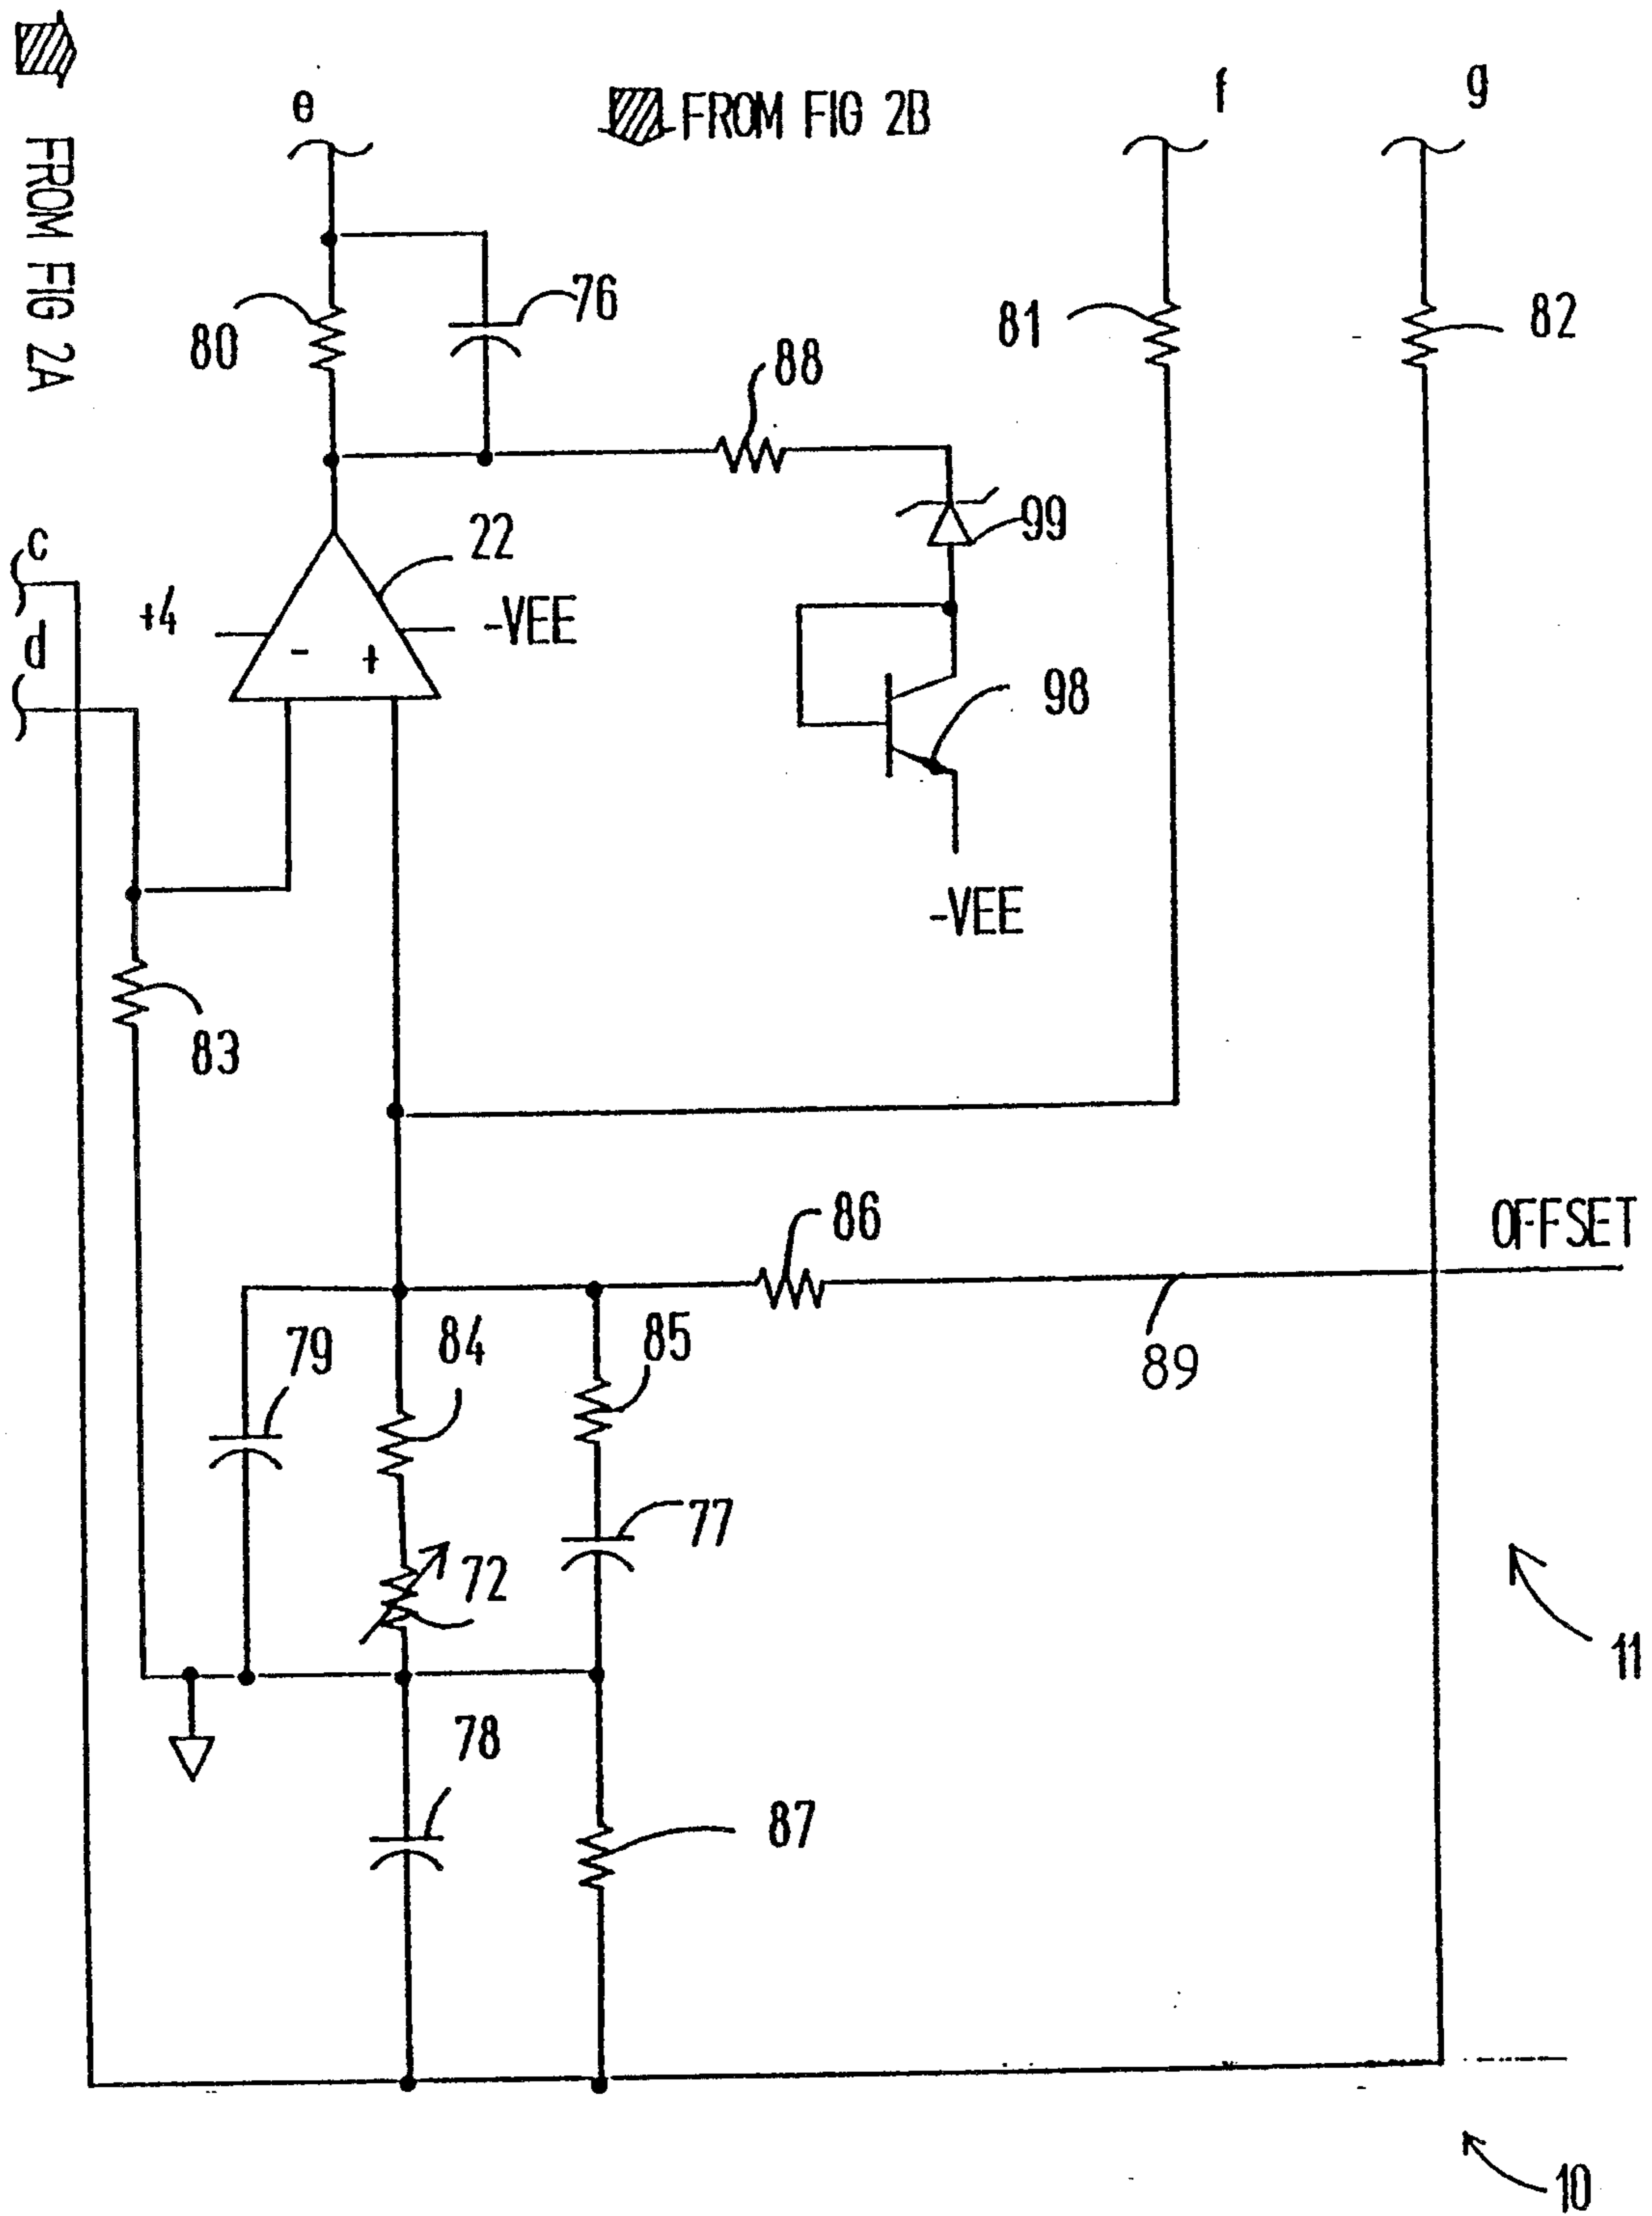 e
FROM FIG 2B
f
g
FROM FIG 2A
80
76
88
81
82
c
d
+4
22
-VEE
- +
99
98
-VEE
83
86
OFFSET
89
79
84
85
77
72
11
78
87
10